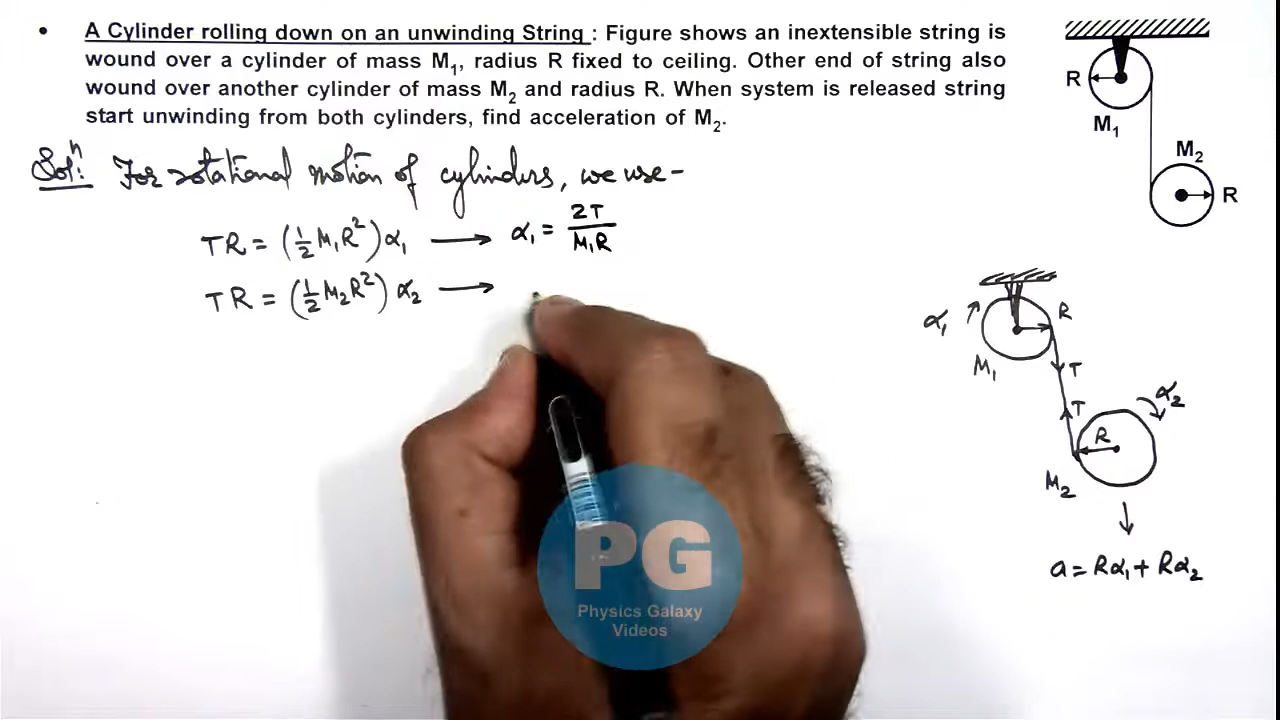 • A Cylinder rolling down on an unwinding String : Figure shows an inextensible string is
wound over a cylinder of mass M₁, radius R fixed to ceiling. Other end of string also
wound over another cylinder of mass M₂ and radius R. When system is released string
start unwinding from both cylinders, find acceleration of M₂.
R
M₁
M₂
R
Solⁿ: For rotational motion of cylinders, we use-
TR = (1/2 M₁R²) α₁ ⟶ α₁ = 2T/M₁R
TR = (1/2 M₂R²) α₂ ⟶
α₁
R
M₁
T
T
α₂
R
M₂
a = Rα₁ + Rα₂
PG
Physics Galaxy
Videos